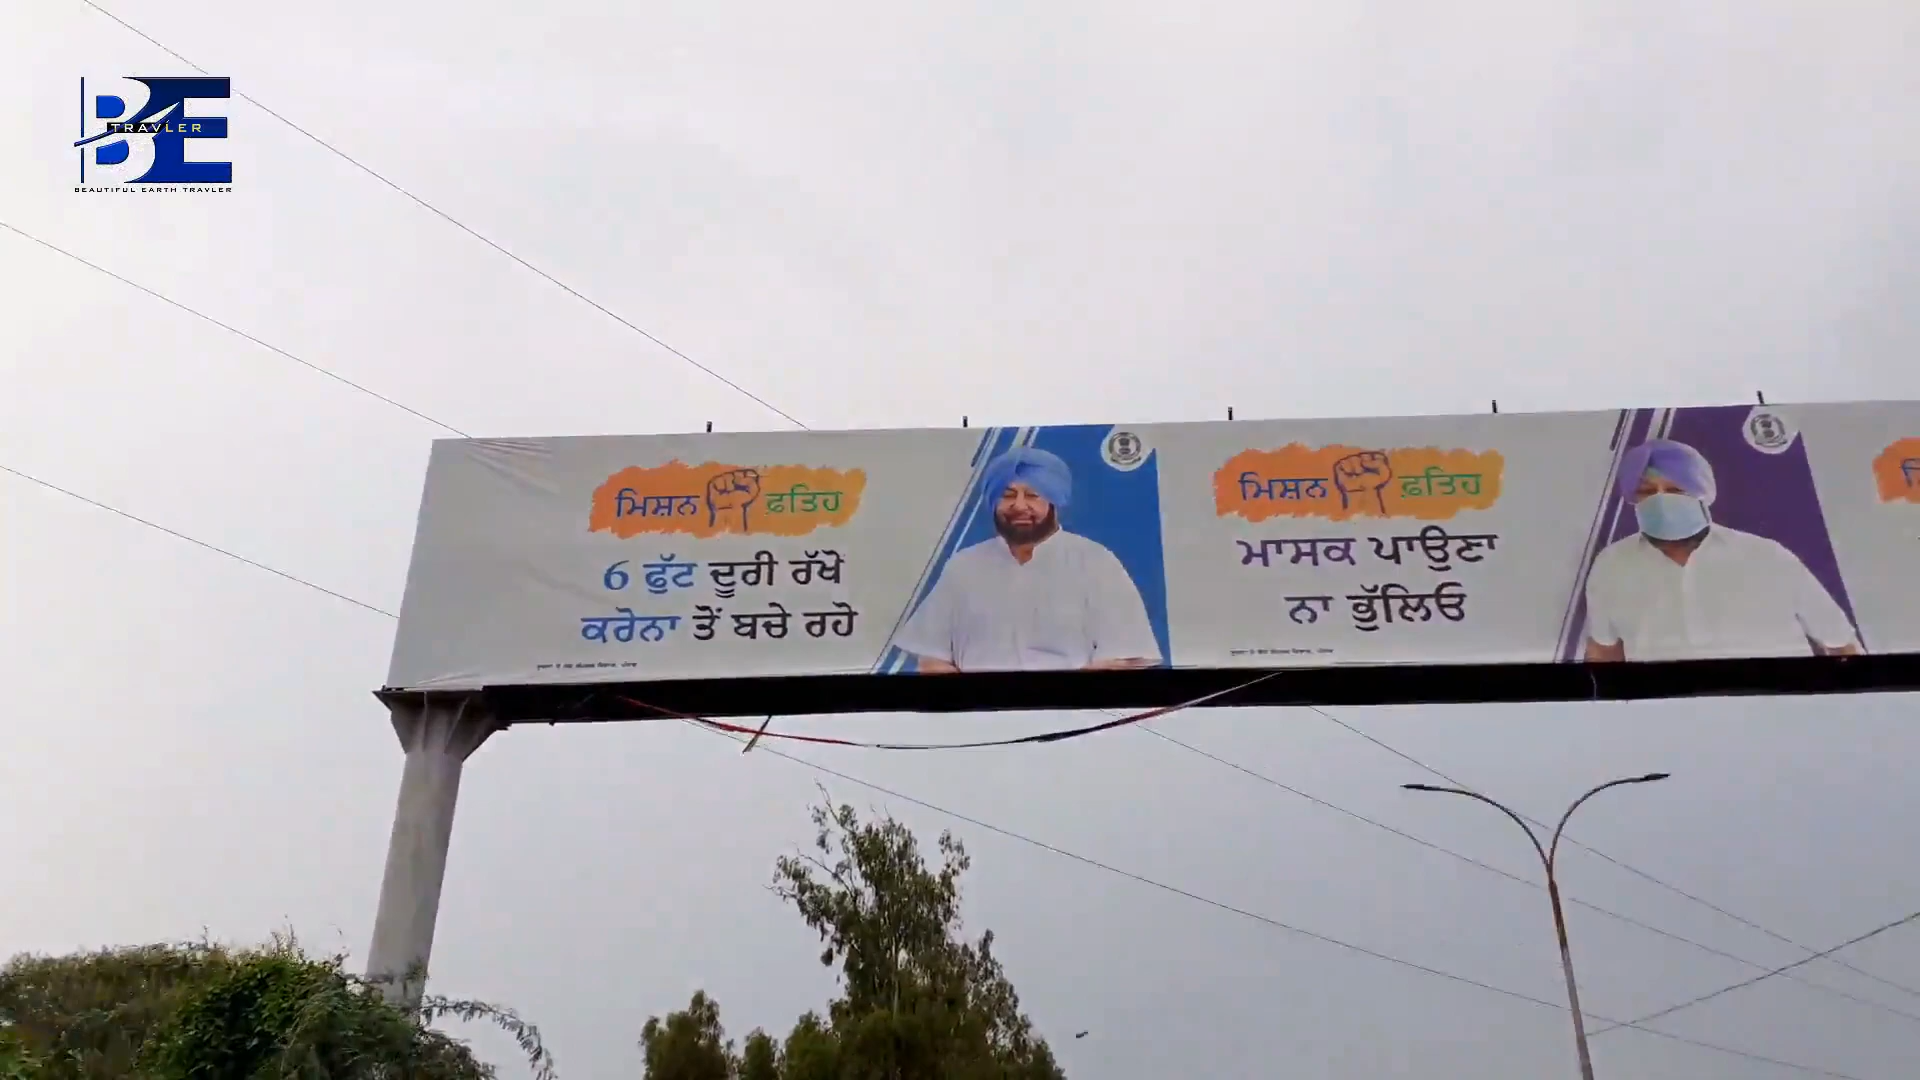 BE
TRAVLER
BEAUTIFUL EARTH TRAVLER
ਮਿਸ਼ਨ ਫ਼ਤਿਹ
6 ਫੁੱਟ ਦੂਰੀ ਰੱਖੋ
ਕਰੋਨਾ ਤੋਂ ਬਚੇ ਰਹੋ
ਮਿਸ਼ਨ ਫ਼ਤਿਹ
ਮਾਸਕ ਪਾਉਣਾ
ਨਾ ਭੁੱਲਿਓ